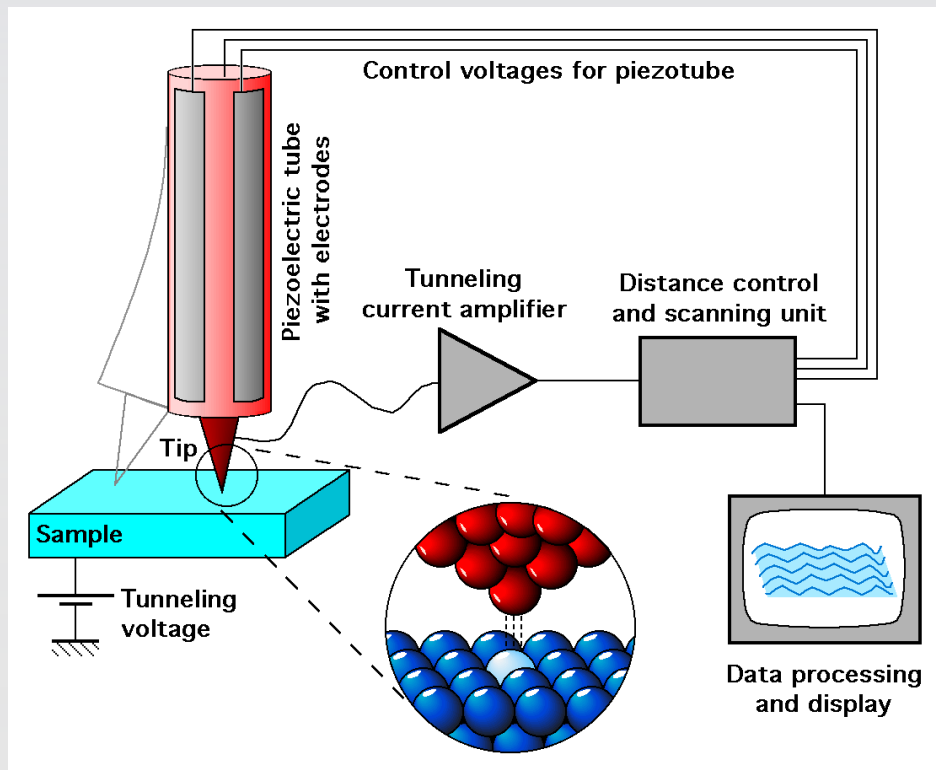 Control voltages for piezotube
Piezoelectric tube
with electrodes
Tunneling
current amplifier
Distance control
and scanning unit
Tip
Sample
Tunneling
voltage
Data processing
and display